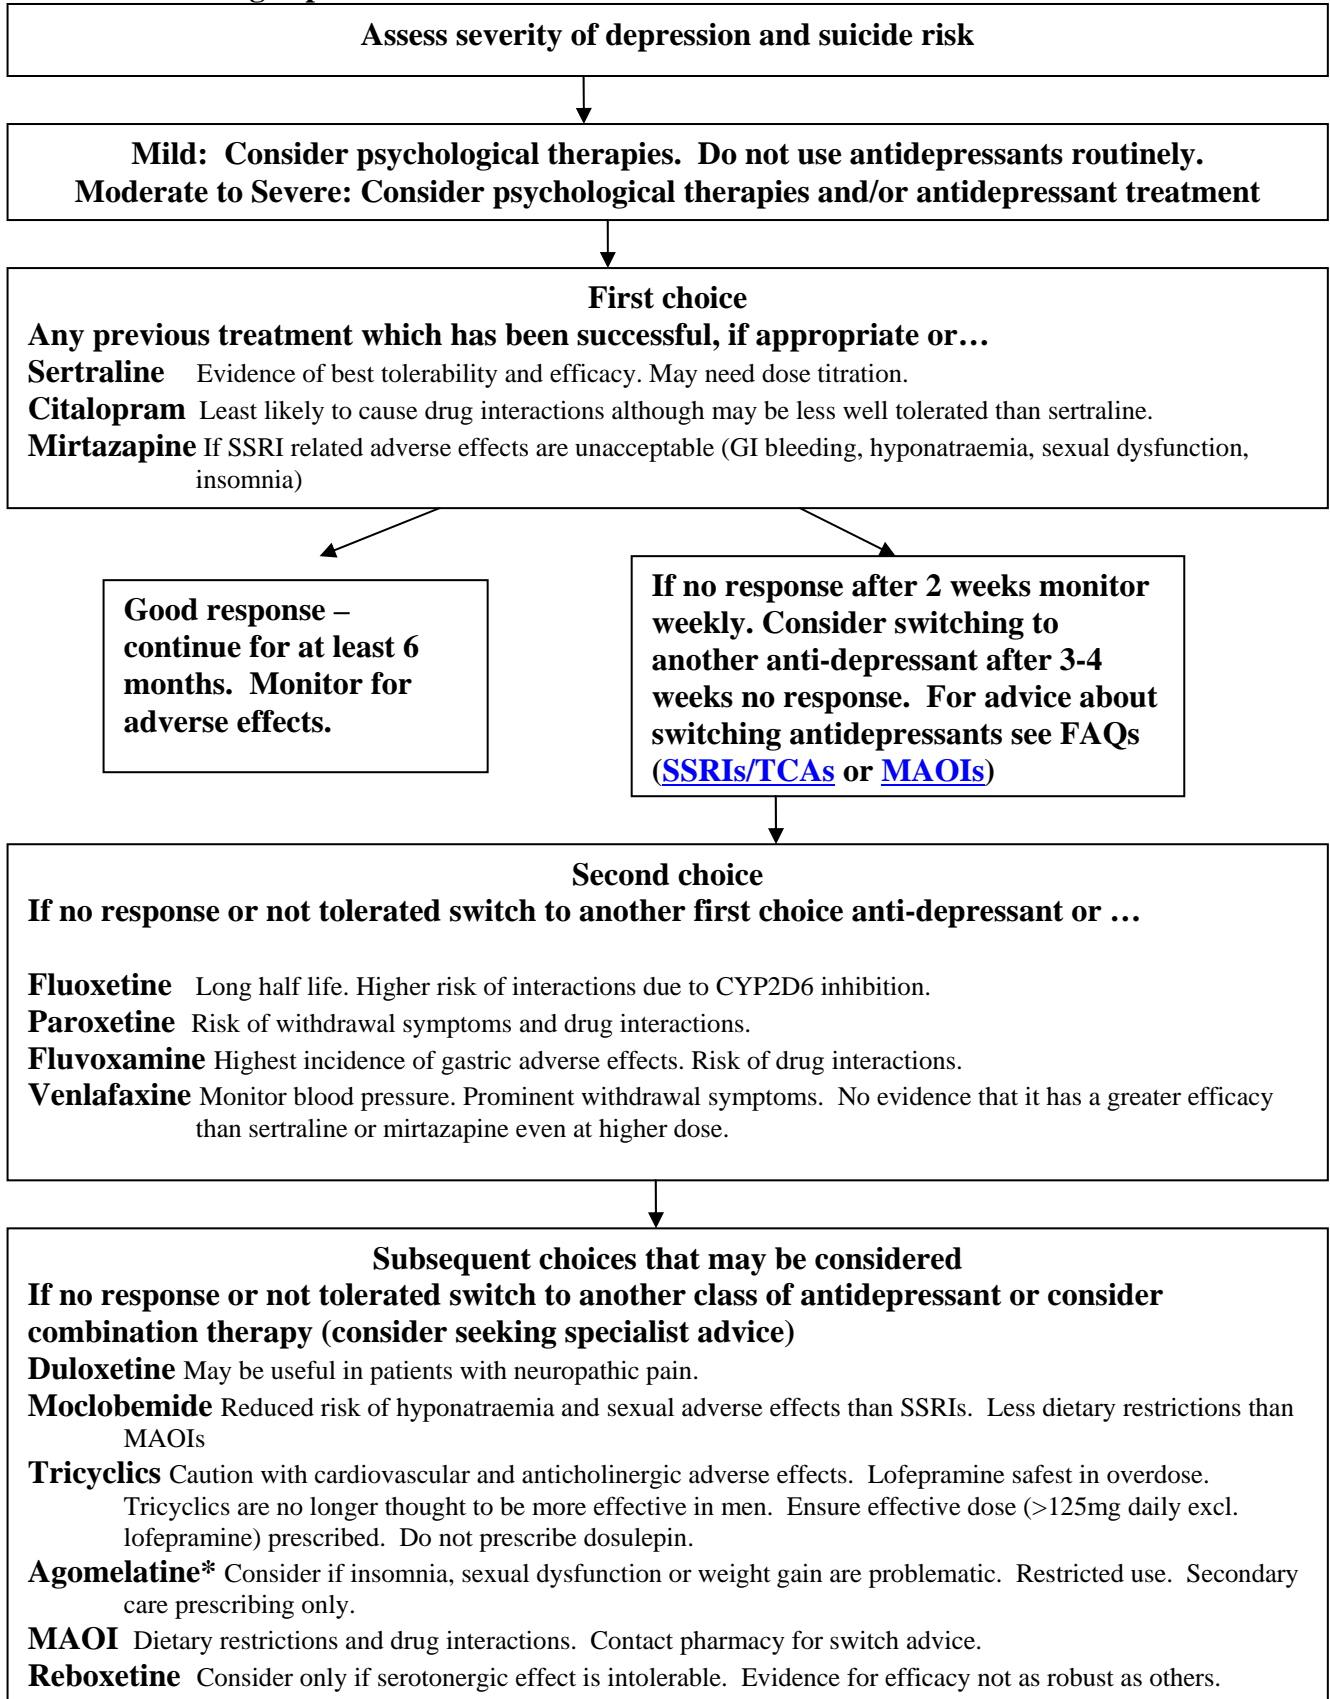 Assess severity of depression and suicide risk
Mild:  Consider psychological therapies.  Do not use antidepressants routinely.
Moderate to Severe: Consider psychological therapies and/or antidepressant treatment
First choice
Any previous treatment which has been successful, if appropriate or…
Sertraline    Evidence of best tolerability and efficacy. May need dose titration.
Citalopram  Least likely to cause drug interactions although may be less well tolerated than sertraline.
Mirtazapine If SSRI related adverse effects are unacceptable (GI bleeding, hyponatraemia, sexual dysfunction,
insomnia)
Good response –
continue for at least 6
months.  Monitor for
adverse effects.
If no response after 2 weeks monitor
weekly. Consider switching to
another anti-depressant after 3-4
weeks no response.  For advice about
switching antidepressants see FAQs
(SSRIs/TCAs or MAOIs)
Second choice
If no response or not tolerated switch to another first choice anti-depressant or …
Fluoxetine   Long half life. Higher risk of interactions due to CYP2D6 inhibition.
Paroxetine  Risk of withdrawal symptoms and drug interactions.
Fluvoxamine Highest incidence of gastric adverse effects. Risk of drug interactions.
Venlafaxine Monitor blood pressure. Prominent withdrawal symptoms.  No evidence that it has a greater efficacy
than sertraline or mirtazapine even at higher dose.
Subsequent choices that may be considered
If no response or not tolerated switch to another class of antidepressant or consider
combination therapy (consider seeking specialist advice)
Duloxetine May be useful in patients with neuropathic pain.
Moclobemide Reduced risk of hyponatraemia and sexual adverse effects than SSRIs.  Less dietary restrictions than
MAOIs
Tricyclics Caution with cardiovascular and anticholinergic adverse effects.  Lofepramine safest in overdose.
Tricyclics are no longer thought to be more effective in men.  Ensure effective dose (>125mg daily excl.
lofepramine) prescribed.  Do not prescribe dosulepin.
Agomelatine* Consider if insomnia, sexual dysfunction or weight gain are problematic.  Restricted use.  Secondary
care prescribing only.
MAOI  Dietary restrictions and drug interactions.  Contact pharmacy for switch advice.
Reboxetine  Consider only if serotonergic effect is intolerable.  Evidence for efficacy not as robust as others.